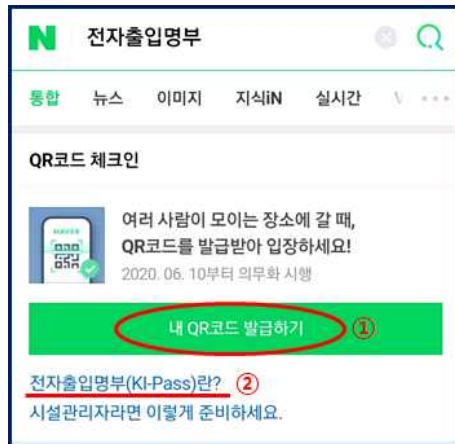 N 전자출입명부
통합 뉴스 이미지 지식iN 실시간
QR코드 체크인
NAVER
여러 사람이 모이는 장소에 갈 때,
QR코드를 발급받아 입장하세요!
2020. 06. 10부터 의무화 시행
내 QR코드 발급하기 ①
전자출입명부(KI-Pass)란? ②
시설관리자라면 이렇게 준비하세요.